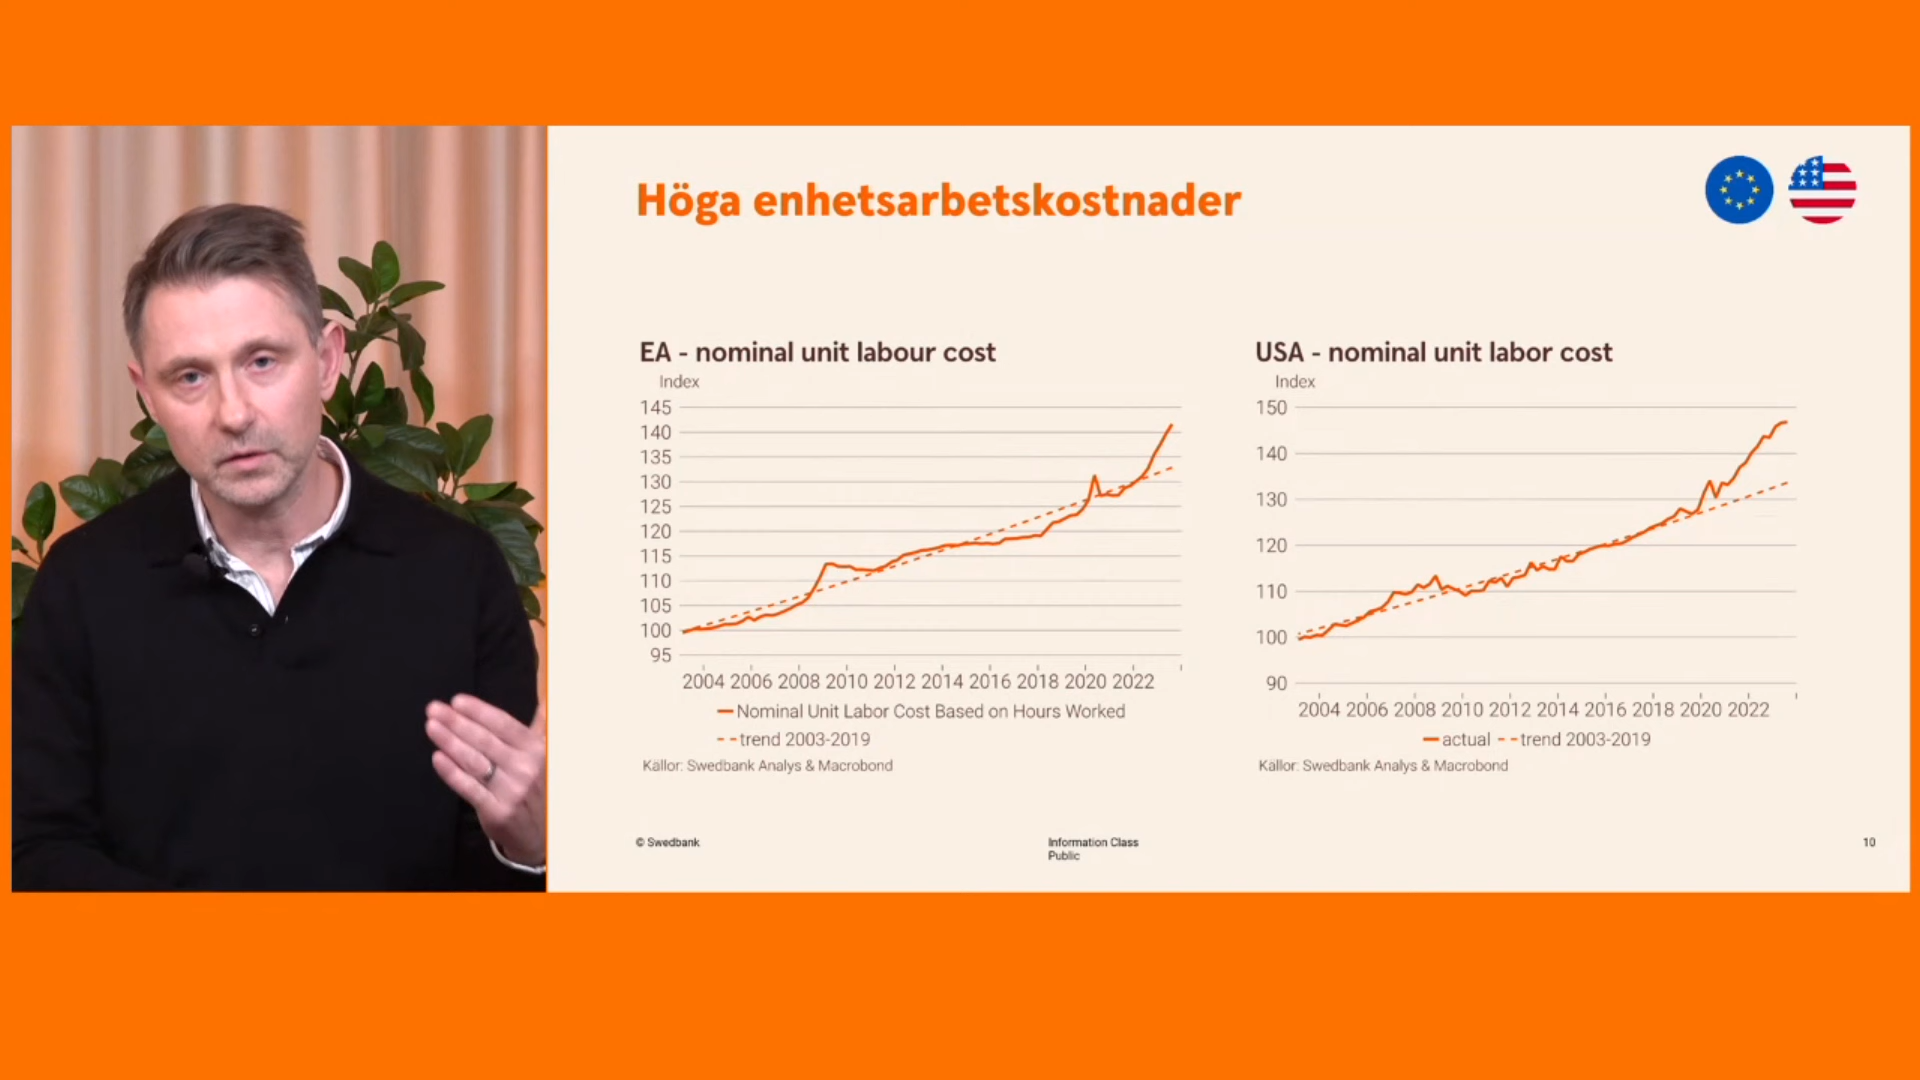 Höga enhetsarbetskostnader
EA - nominal unit labour cost
Index
145
140
135
130
125
120
115
110
105
100
95
2004 2006 2008 2010 2012 2014 2016 2018 2020 2022
Nominal Unit Labor Cost Based on Hours Worked
trend 2003-2019
Källor: Swedbank Analys & Macrobond
USA - nominal unit labor cost
Index
150
140
130
120
110
100
90
2004 2006 2008 2010 2012 2014 2016 2018 2020 2022
actual trend 2003-2019
Källor: Swedbank Analys & Macrobond
© Swedbank
Information Class
Public
10